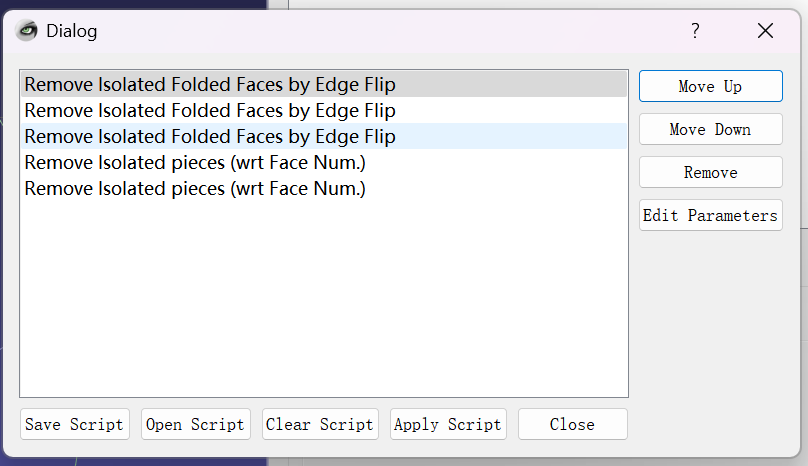 Dialog
?
Remove Isolated Folded Faces by Edge Flip
Remove Isolated Folded Faces by Edge Flip
Remove Isolated Folded Faces by Edge Flip
Remove Isolated pieces (wrt Face Num.)
Remove Isolated pieces (wrt Face Num.)
Move Up
Move Down
Remove
Edit Parameters
Save Script
Open Script
Clear Script
Apply Script
Close